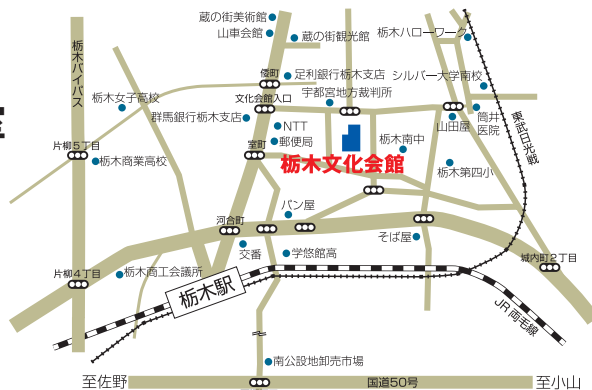 蔵の街美術館
山車会館
蔵の街観光館
栃木ハローワーク
栃木バイパス
倭町
足利銀行栃木支店
シルバー大学南校
宇都宮地方裁判所
栃木女子高校
文化会館入口
群馬銀行栃木支店
NTT
郵便局
山田屋
筒井
医院
東武日光線
片柳5丁目
室町
栃木南中
栃木商業高校
栃木文化会館
栃木第四小
パン屋
河合町
交番
学悠館高
そば屋
城内町2丁目
片柳4丁目
栃木商工会議所
栃木駅
JR両毛線
南公設地卸売市場
至佐野
国道50号
至小山